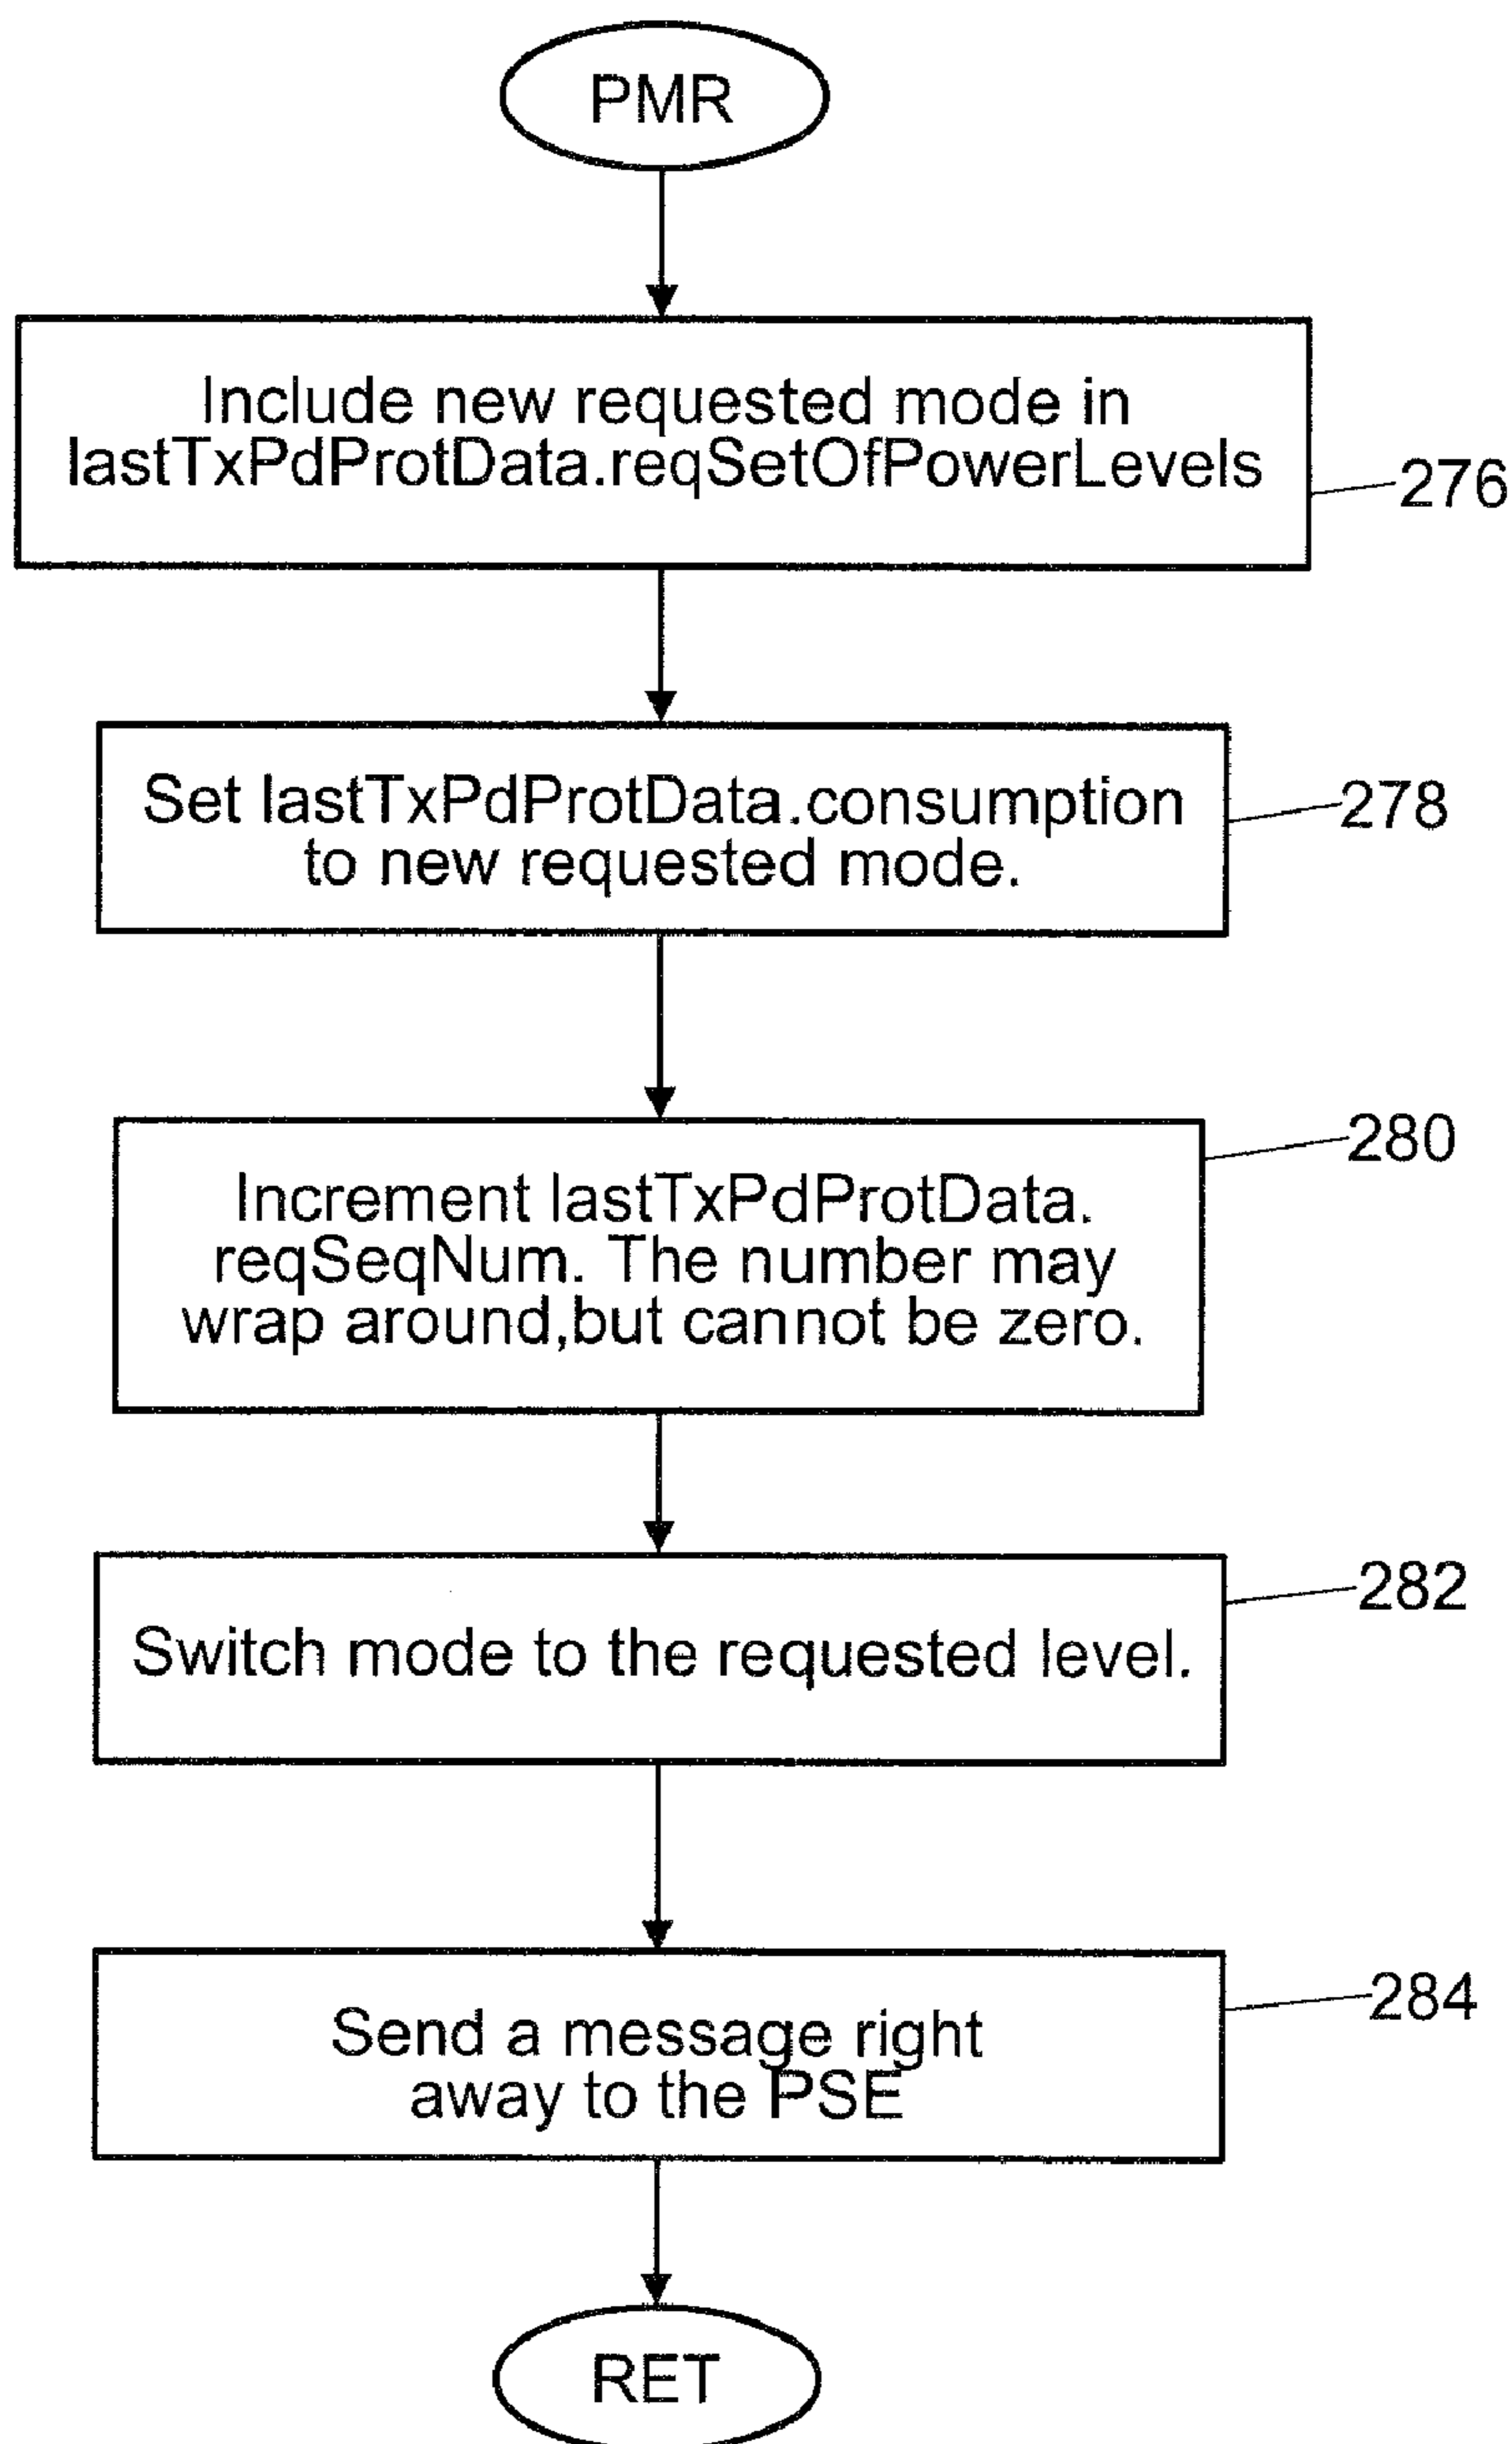 PMR
Include new requested mode in
lastTxPdProtData.reqSetOfPowerLevels
276
Set lastTxPdProtData.consumption
to new requested mode.
278
280
Increment lastTxPdProtData.
reqSeqNum. The number may
wrap around,but cannot be zero.
282
Switch mode to the requested level.
284
Send a message right
away to the PSE
RET